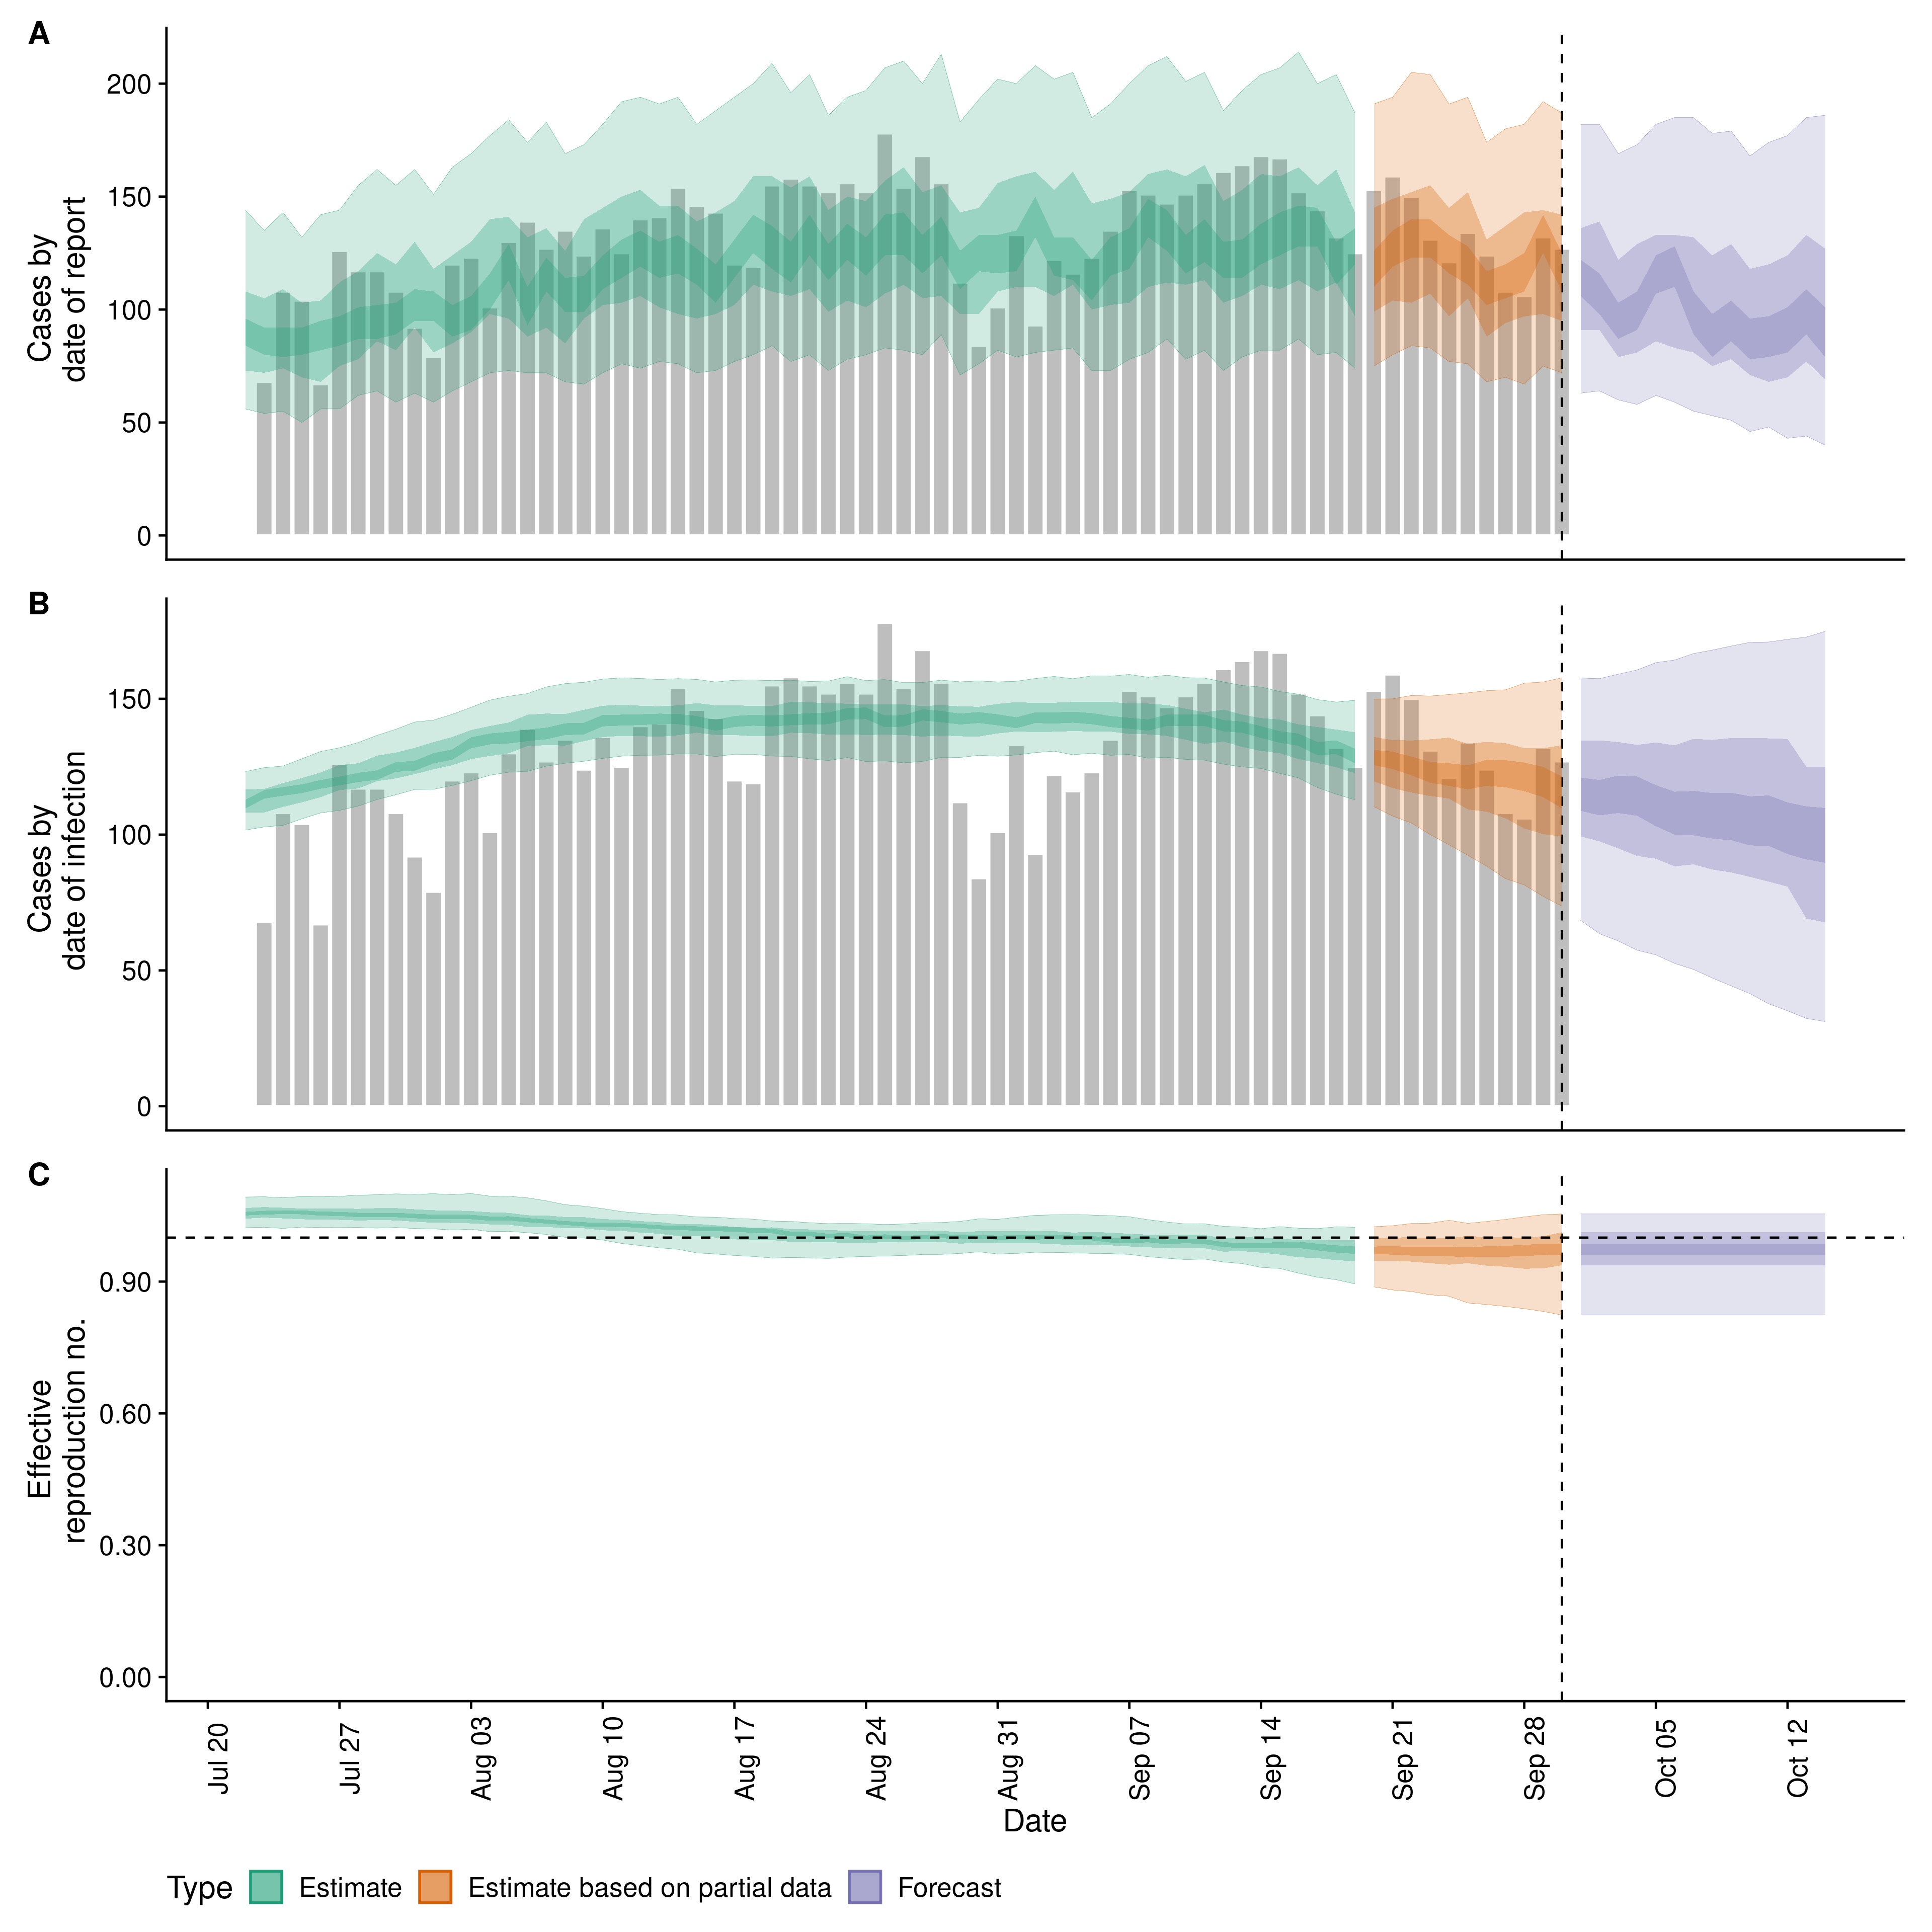 A
Cases by
date of report
200
150
100
50
0
B
Cases by
date of infection
150
100
50
0
C
Effective
reproduction no.
0.90
0.60
0.30
0.00
Jul 20
Jul 27
Aug 03
Aug 10
Aug 17
Aug 24
Aug 31
Sep 07
Sep 14
Sep 21
Sep 28
Oct 05
Oct 12
Date
Type Estimate Estimate based on partial data Forecast